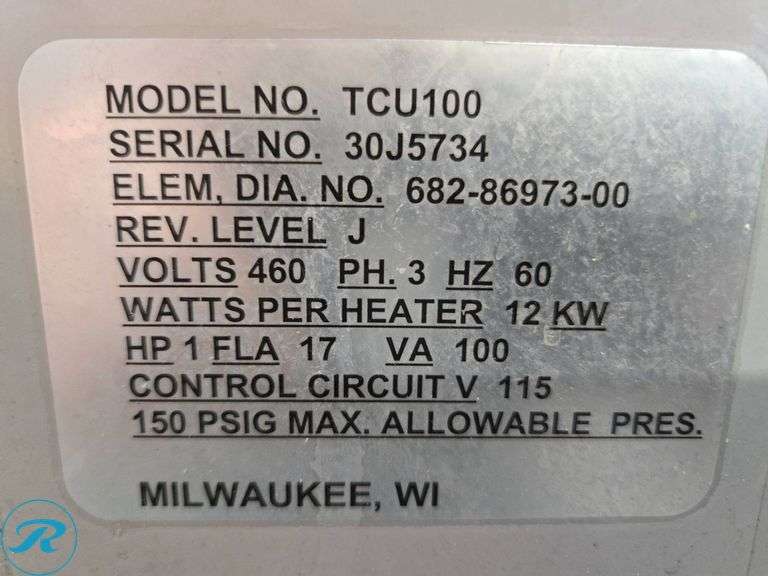 MODEL NO. TCU100
SERIAL NO. 30J5734
ELEM, DIA. NO. 682-86973-00
REV. LEVEL J
VOLTS 460 PH. 3 HZ 60
WATTS PER HEATER 12 KW
HP 1 FLA 17 VA 100
CONTROL CIRCUIT V 115
150 PSIG MAX. ALLOWABLE PRES.
MILWAUKEE, WI
R